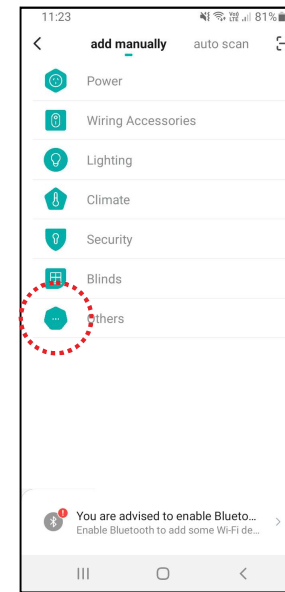 11:23 81%
add manually auto scan
Power
Wiring Accessories
Lighting
Climate
Security
Blinds
Others
You are advised to enable Blueto...
Enable Bluetooth to add some Wi-Fi de...